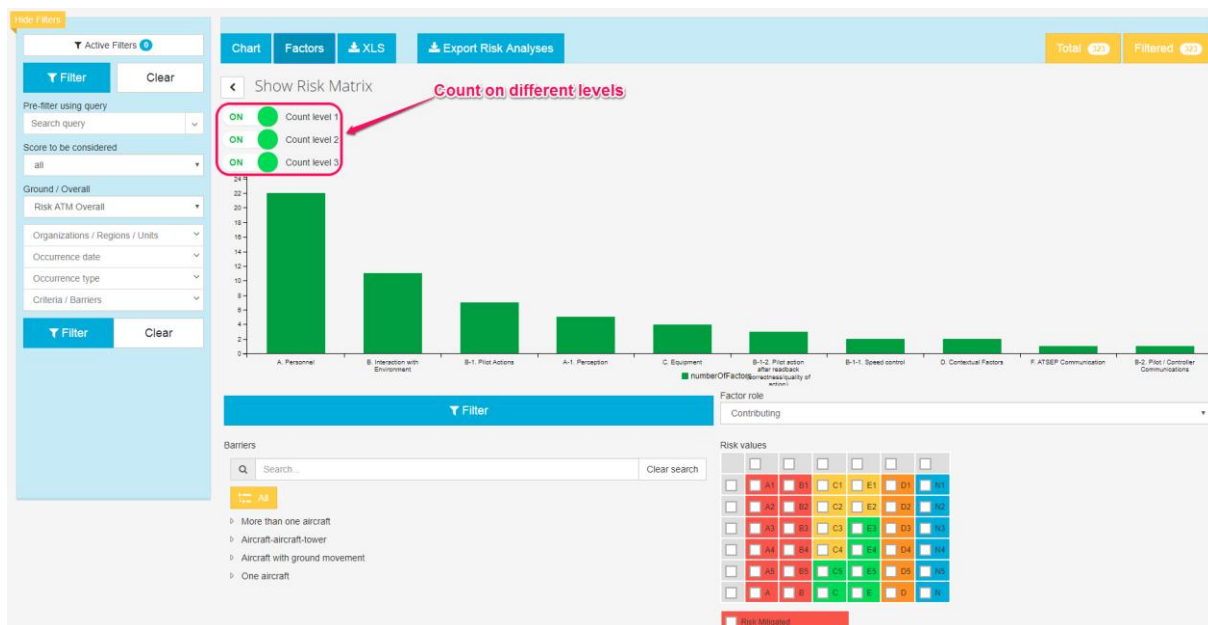 Hide Filters
Active Filters 0
Filter Clear
Pre-filter using query
Search query
Score to be considered
all
Ground / Overall
Risk ATM Overall
Organizations / Regions / Units
Occurrence date
Occurrence type
Criteria / Barriers
Filter Clear
Chart Factors XLS Export Risk Analyses Total 323 Filtered 323
Show Risk Matrix
Count on different levels
ON Count level 1
ON Count level 2
ON Count level 3
24
22
20
18
16
14
12
10
8
6
4
2
0
A. Personnel
B. Interaction with Environment
B-1. Pilot Actions
A-1. Perception
C. Equipment
B-1-2. Pilot action after readback (correctness/quality of action)
B-1-1. Speed control
D. Contextual Factors
F. ATSEP Communication
B-2. Pilot / Controller Communications
numberOfFactors
Filter
Factor role
Contributing
Barriers
Search... Clear search
All
More than one aircraft
Aircraft-aircraft-tower
Aircraft with ground movement
One aircraft
Risk values
A1 B1 C1 E1 D1 N1
A2 B2 C2 E2 D2 N2
A3 B3 C3 E3 D3 N3
A4 B4 C4 E4 D4 N4
A5 B5 C5 E5 D5 N5
A B C E D N
Risk Mitigated